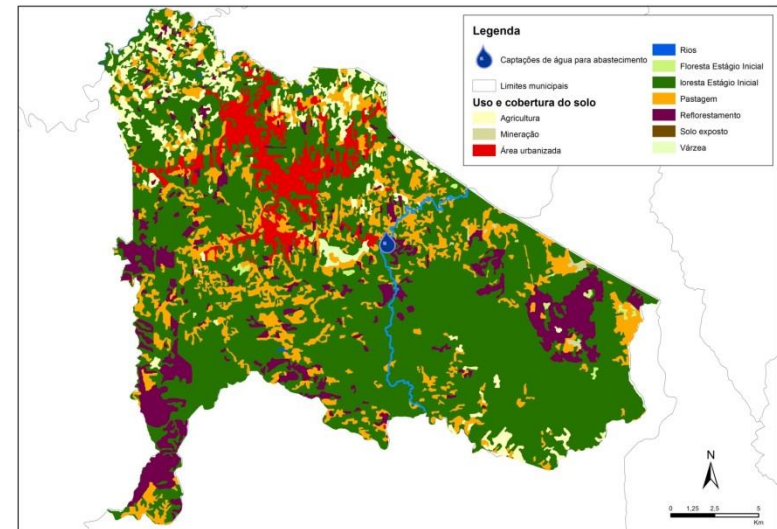 Legenda
Captações de água para abastecimento
Limites municipais
Uso e cobertura do solo
Agricultura
Mineração
Área urbanizada
Rios
Floresta Estágio Inicial
loresta Estágio Inicial
Pastagem
Reflorestamento
Solo exposto
Várzea
N
0 1,25 2,5 5
Km